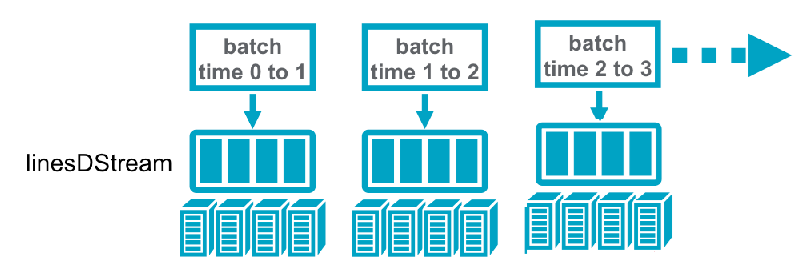 batch
time 0 to 1
batch
time 1 to 2
batch
time 2 to 3
linesDStream